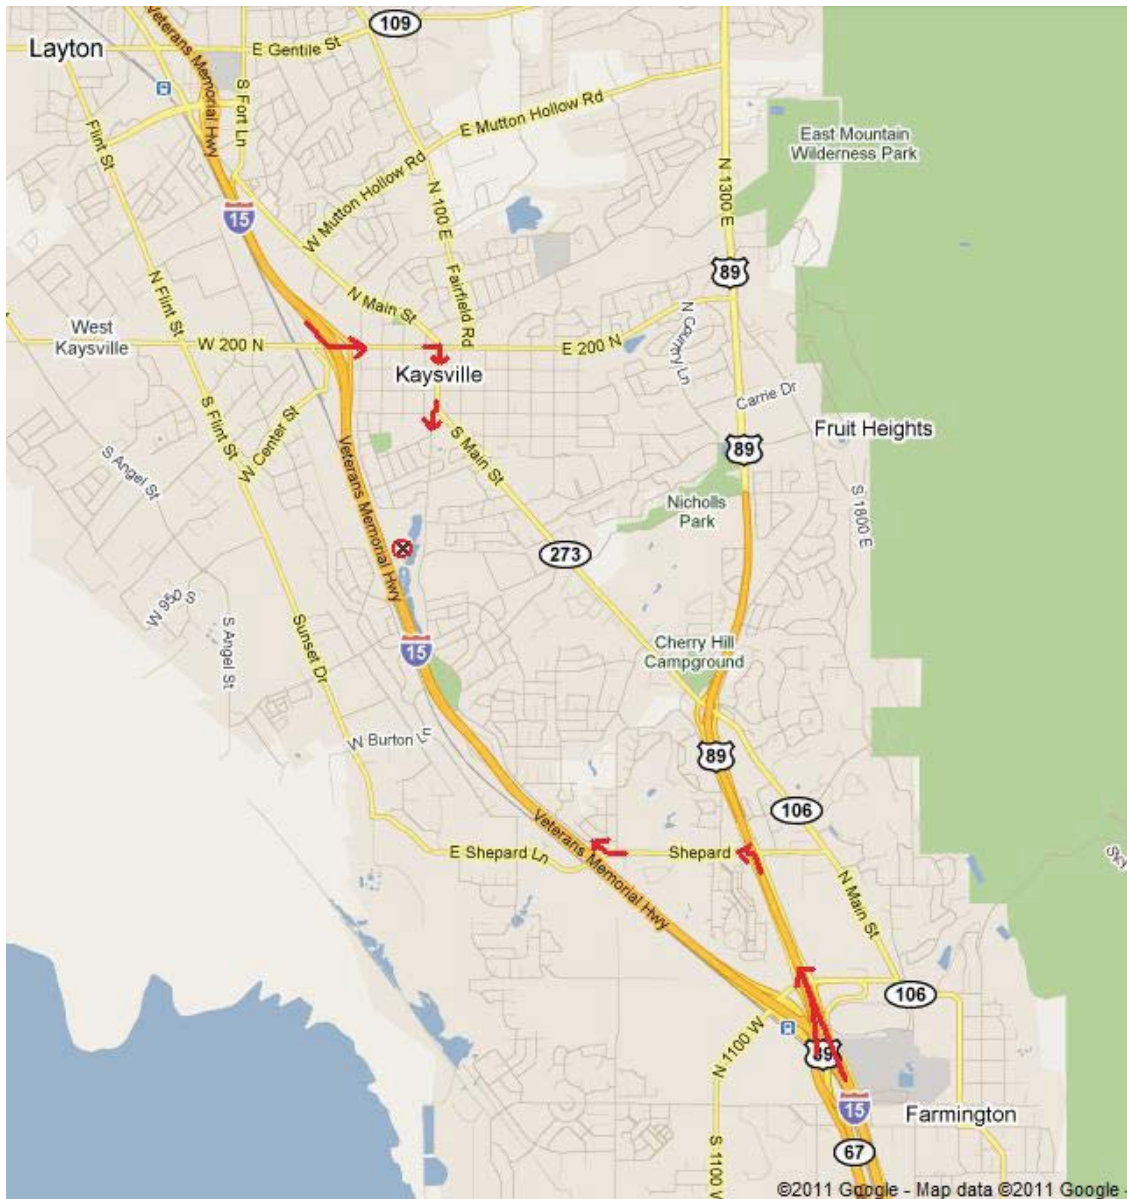 Veterans Memorial Hwy
109
Layton
E Gentile St
S Fort Ln
E Mutton Hollow Rd
East Mountain
Wilderness Park
Flint St
N 100 E
W Mutton Hollow Rd
N 1300 E
15
89
N Flint St
Fairfield Rd
N Main St
N Country Ln
West
Kaysville
W 200 N
E 200 N
Kaysville
Carrie Dr
S Flint St
W Center St
Fruit Heights
S Main St
89
S Angel St
Veterans Memorial Hwy
Nicholls
Park
S 1800 E
273
W 950 S
S Angel St
Sunset Dr
15
Cherry Hill
Campground
W Burton Ln
89
106
Veterans Memorial Hwy
E Shepard Ln
Shepard
Sky
N Main St
106
N 1100 W
89
15
Farmington
S 1100 W
67
©2011 Google - Map data ©2011 Google -